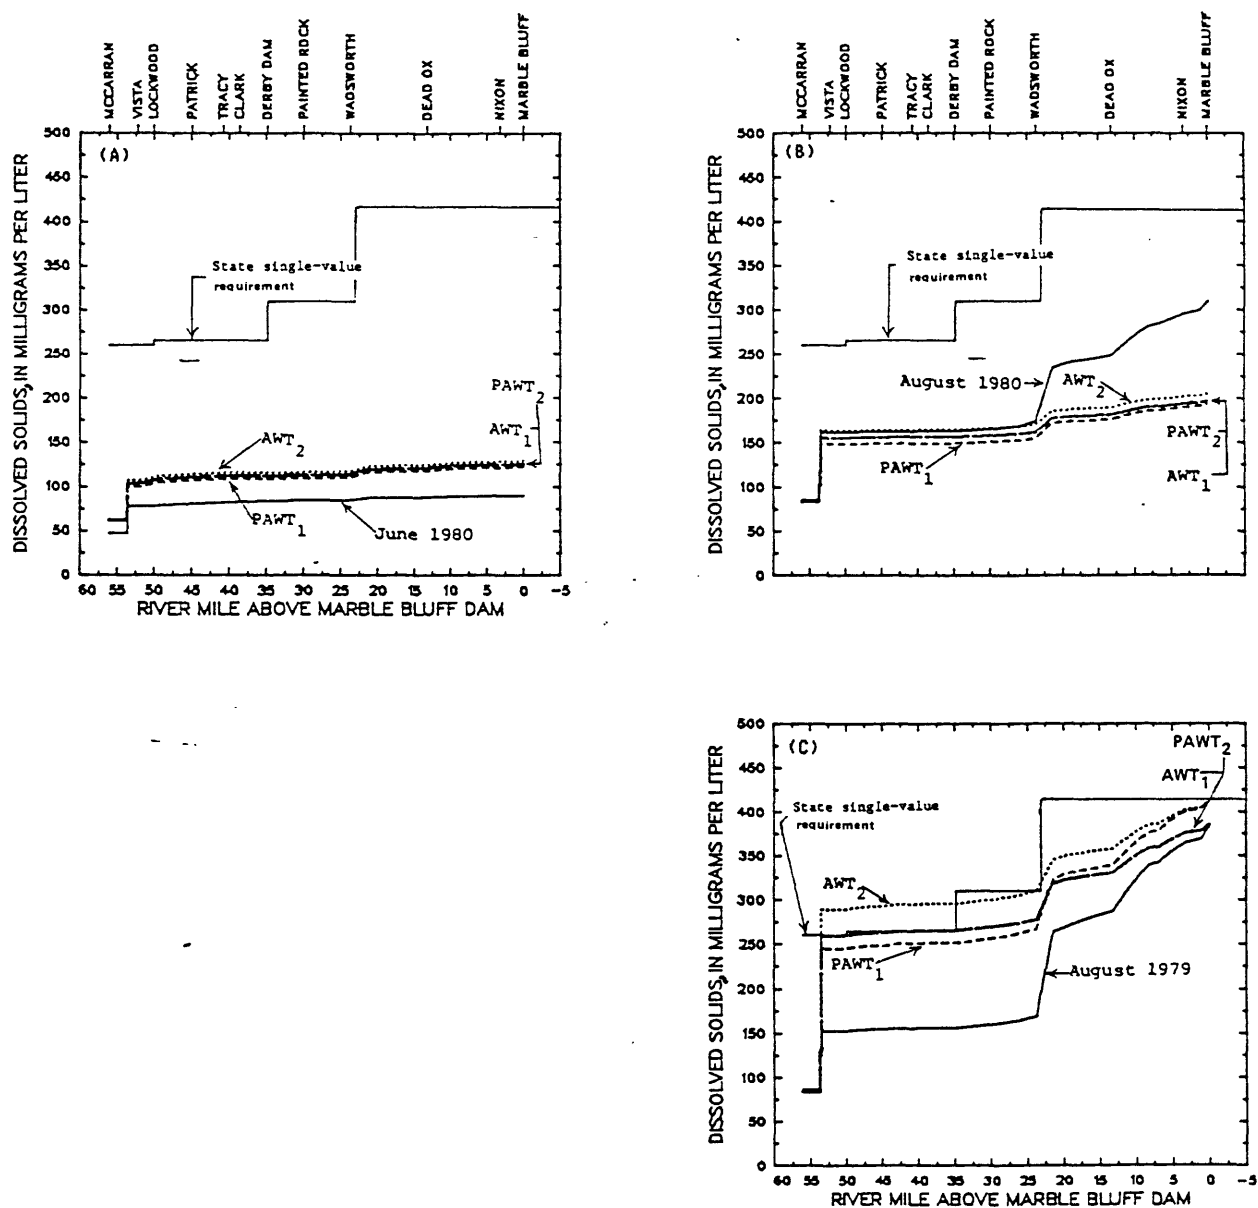 MCCARRAN
VISTA
LOCKWOOD
PATRICK
TRACY
CLARK
DERBY DAM
PAINTED ROCK
WADSWORTH
DEAD OX
NIXON
MARBLE BLUFF
500
450
400
350
300
250
200
150
100
50
0
DISSOLVED SOLIDS, IN MILLIGRAMS PER LITER
(A)
State single-value
requirement
PAWT2
AWT1
AWT2
PAWT1
June 1980
60 55 50 45 40 35 30 25 20 15 10 5 0 -5
RIVER MILE ABOVE MARBLE BLUFF DAM
MCCARRAN
VISTA
LOCKWOOD
PATRICK
TRACY
CLARK
DERBY DAM
PAINTED ROCK
WADSWORTH
DEAD OX
NIXON
MARBLE BLUFF
500
450
400
350
300
250
200
150
100
50
0
DISSOLVED SOLIDS, IN MILLIGRAMS PER LITER
(B)
State single-value
requirement
August 1980
AWT2
PAWT2
PAWT1
AWT1
500
450
400
350
300
250
200
150
100
50
0
DISSOLVED SOLIDS, IN MILLIGRAMS PER LITER
(C)
PAWT2
AWT1
State single-value
requirement
AWT2
PAWT1
August 1979
60 55 50 45 40 35 30 25 20 15 10 5 0 -5
RIVER MILE ABOVE MARBLE BLUFF DAM